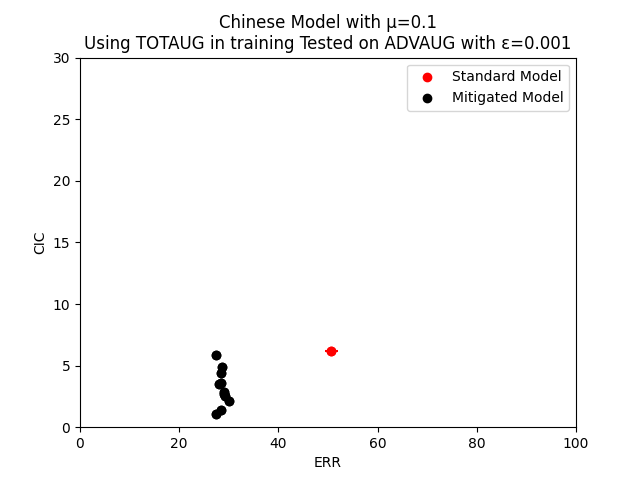 Chinese Model with μ=0.1
Using TOTAUG in training Tested on ADVAUG with ε=0.001
Standard Model
Mitigated Model
30
25
20
15
10
5
0
CIC
0 20 40 60 80 100
ERR